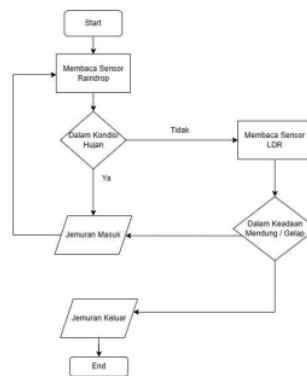 Start
Membaca Sensor
Raindrop
Dalam Kondisi
Hujan
Tidak
Membaca Sensor
LDR
Ya
Dalam Keadaan
Mendung / Gelap
Jemuran Masuk
Jemuran Keluar
End